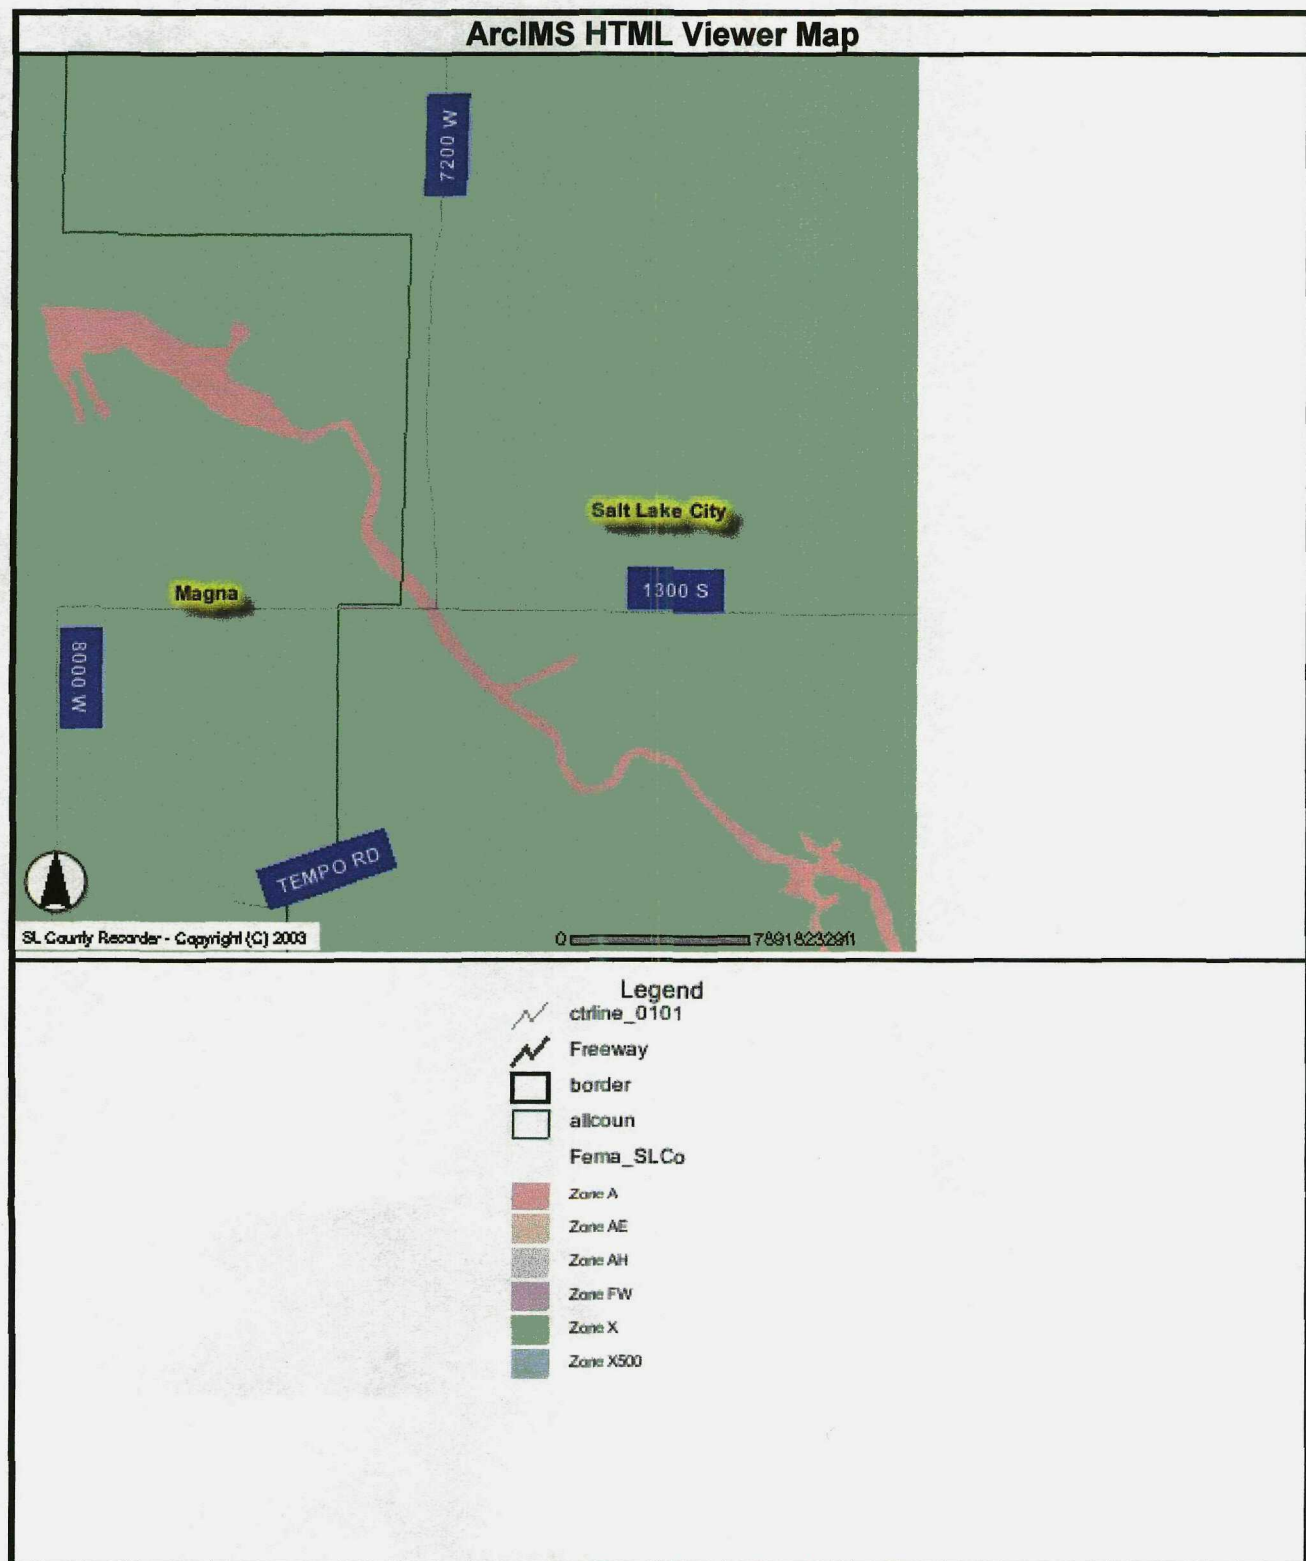 ArcIMS HTML Viewer Map
7200 W
Salt Lake City
1300 S
Magna
8000 W
TEMPO RD
SL County Recorder - Copyright (C) 2003
0 789182329ft
Legend
ctrline_0101
Freeway
border
allcoun
Fema_SLCo
Zone A
Zone AE
Zone AH
Zone FW
Zone X
Zone X500